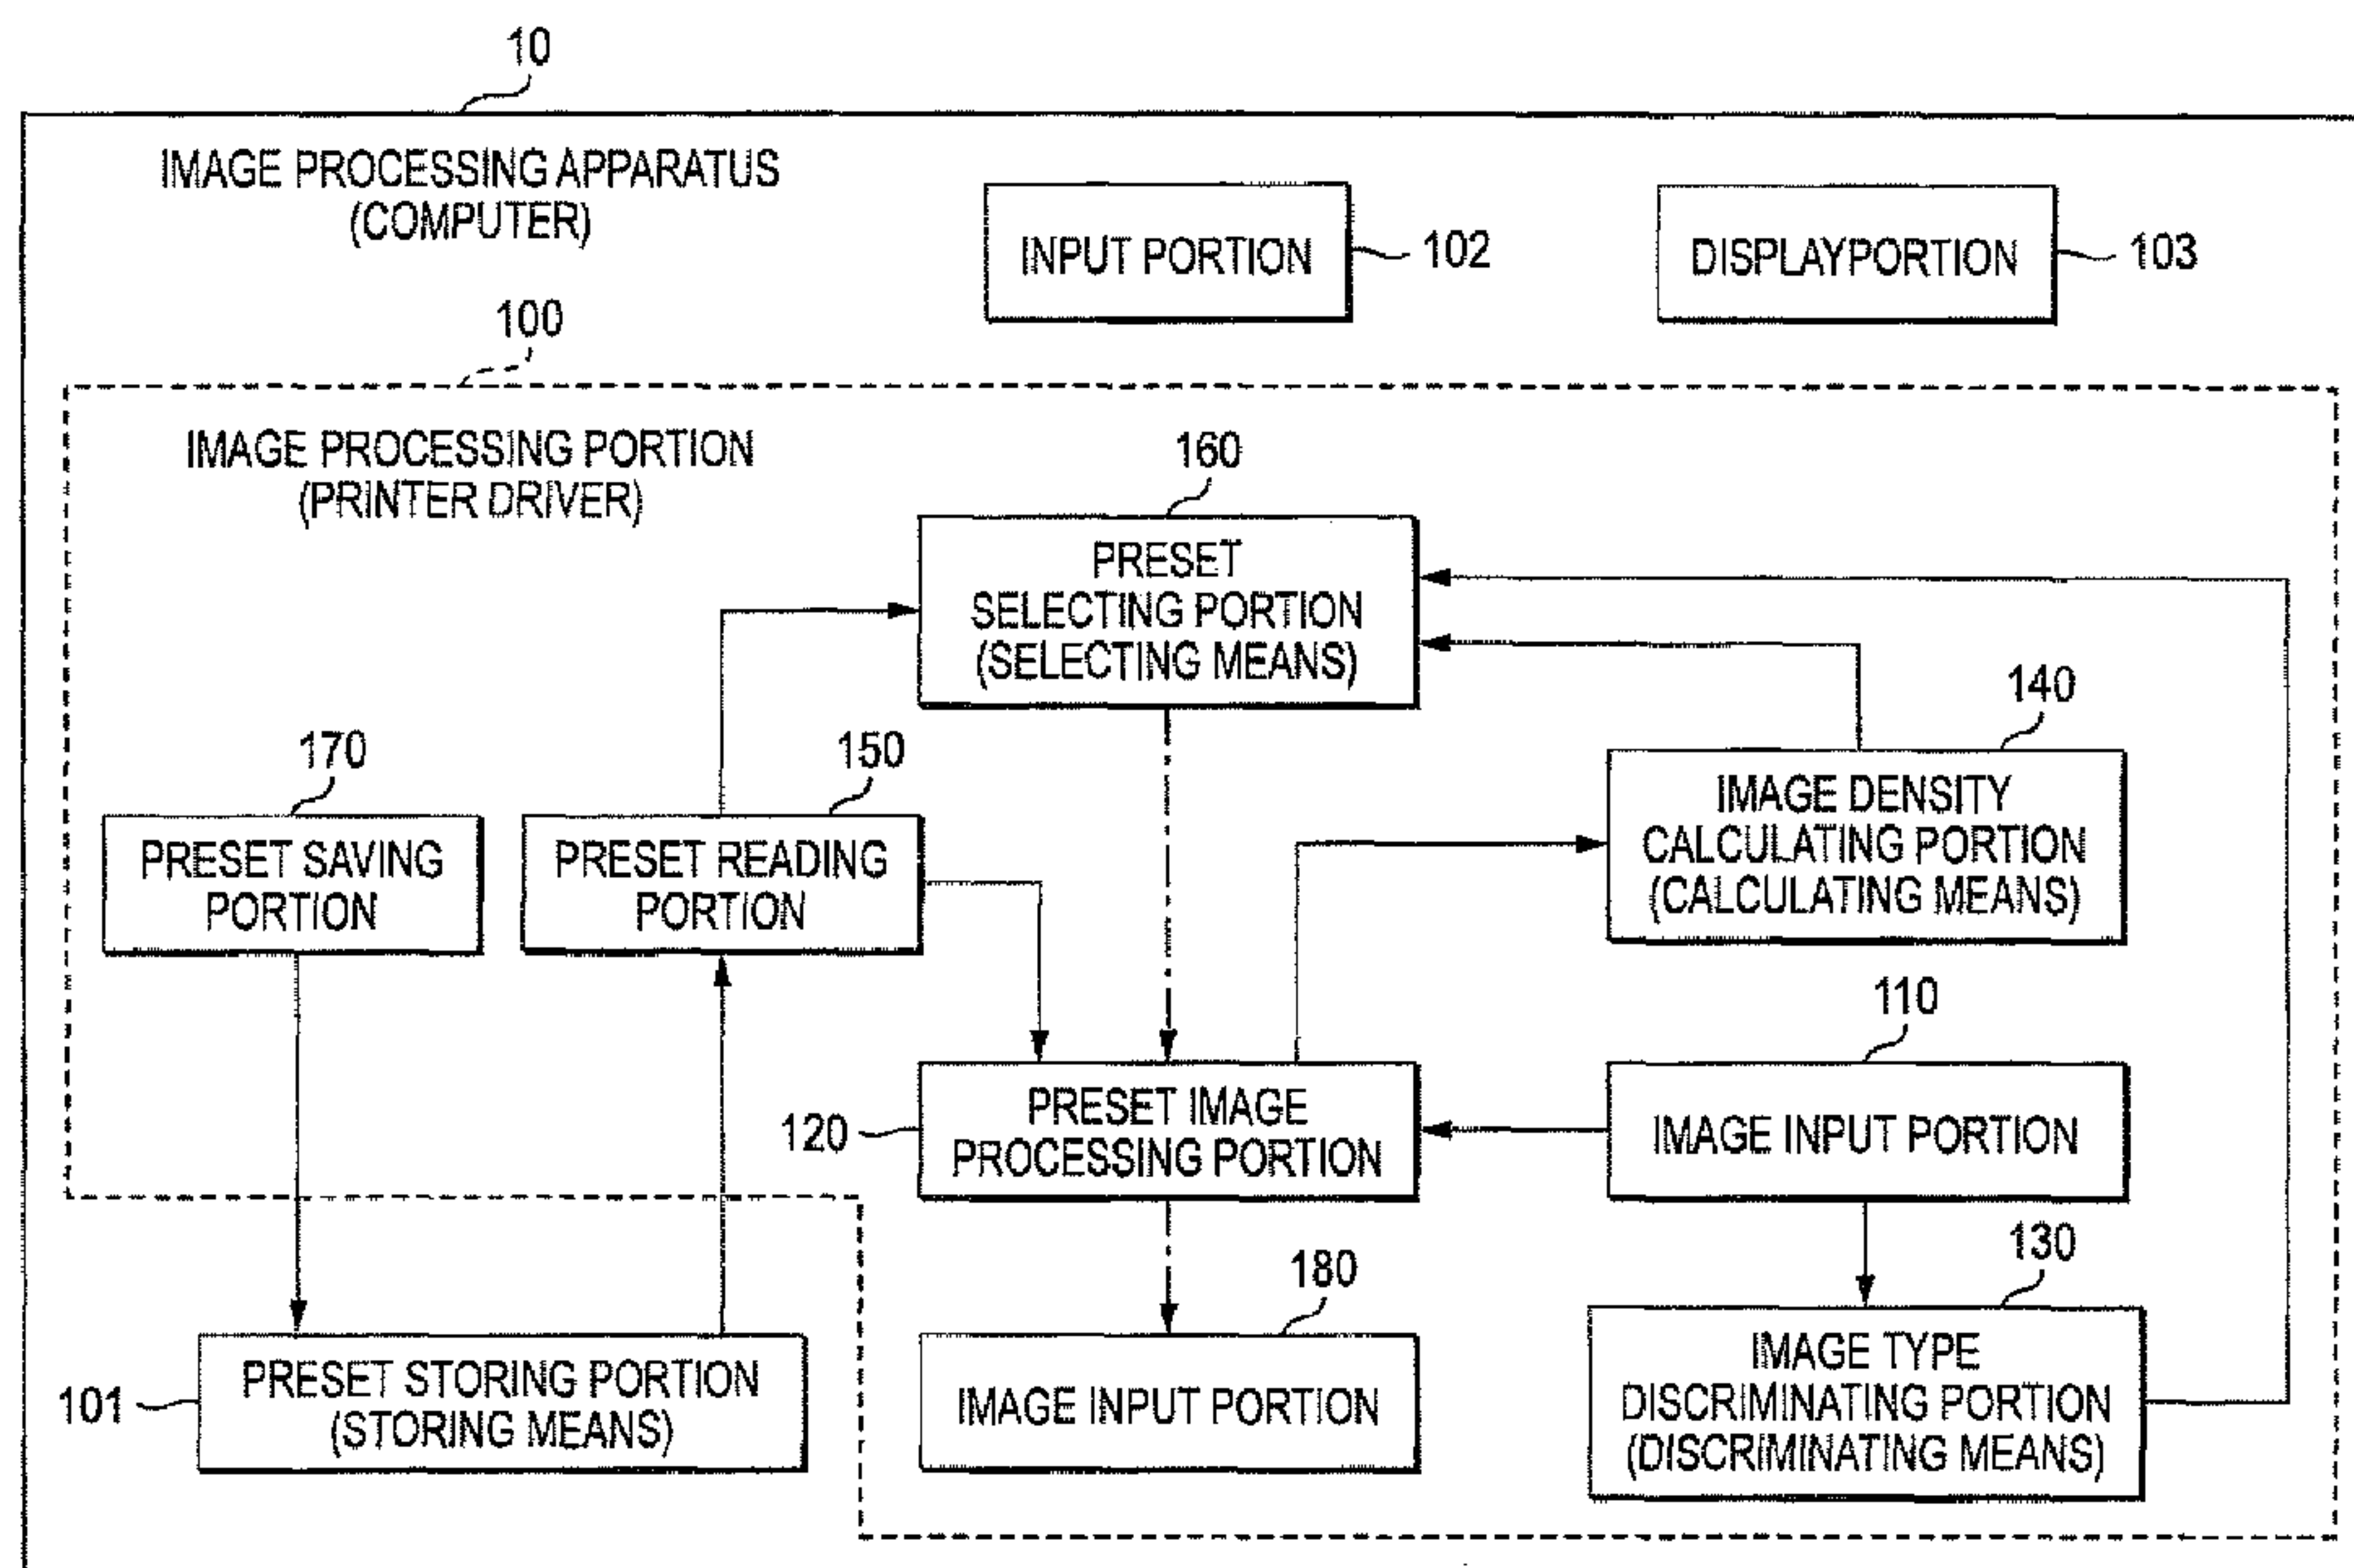 10
IMAGE PROCESSING APPARATUS
(COMPUTER)
INPUT PORTION
102
DISPLAYPORTION
103
100
IMAGE PROCESSING PORTION
(PRINTER DRIVER)
160
PRESET
SELECTING PORTION
(SELECTING MEANS)
140
IMAGE DENSITY
CALCULATING PORTION
(CALCULATING MEANS)
170
PRESET SAVING
PORTION
150
PRESET READING
PORTION
110
IMAGE INPUT PORTION
120
PRESET IMAGE
PROCESSING PORTION
130
IMAGE TYPE
DISCRIMINATING PORTION
(DISCRIMINATING MEANS)
180
IMAGE INPUT PORTION
101
PRESET STORING PORTION
(STORING MEANS)